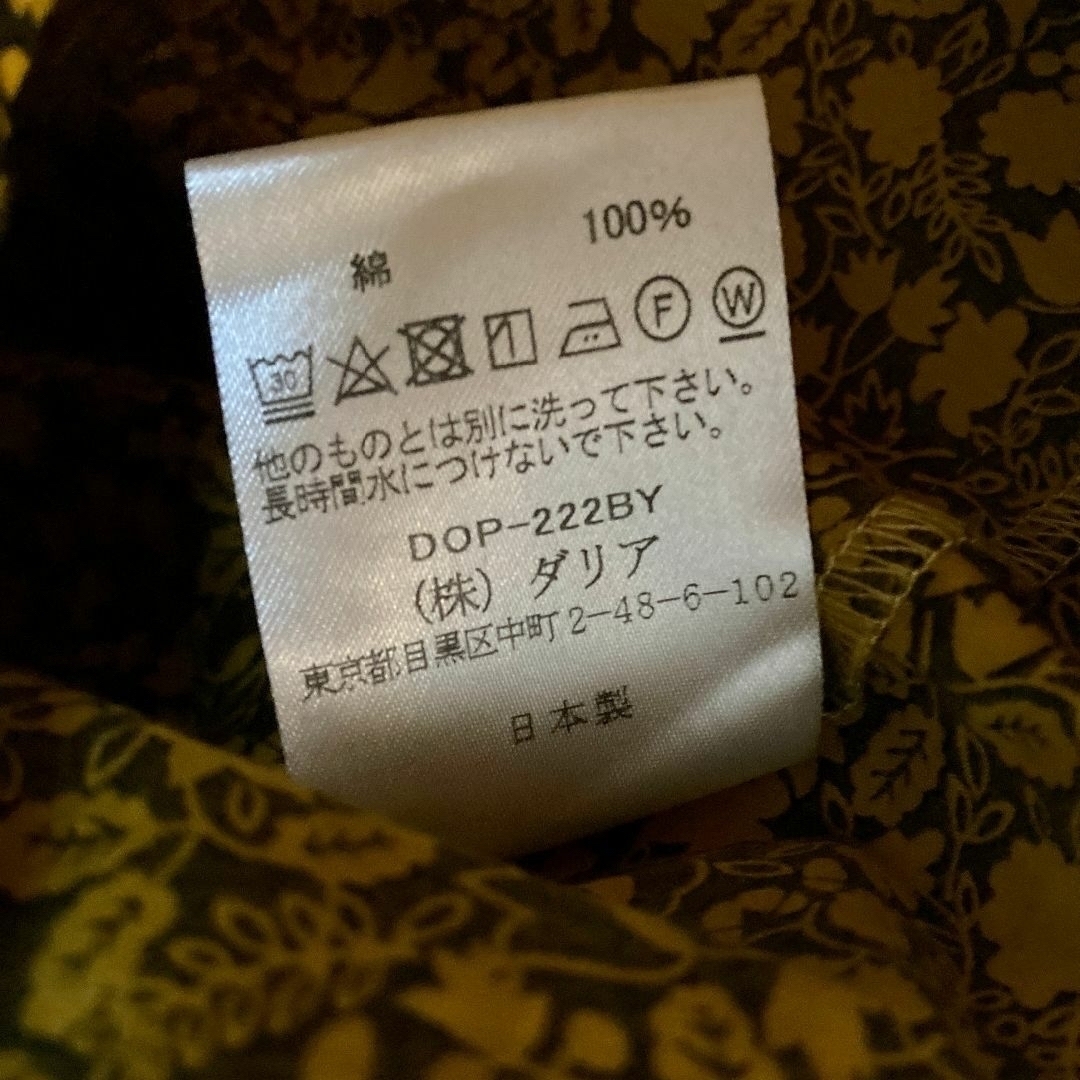 綿 100%
30 F W
他のものとは別に洗って下さい。
長時間水につけないで下さい。
DOP-222BY
(株) ダリア
東京都目黒区中町2-48-6-102
日本製